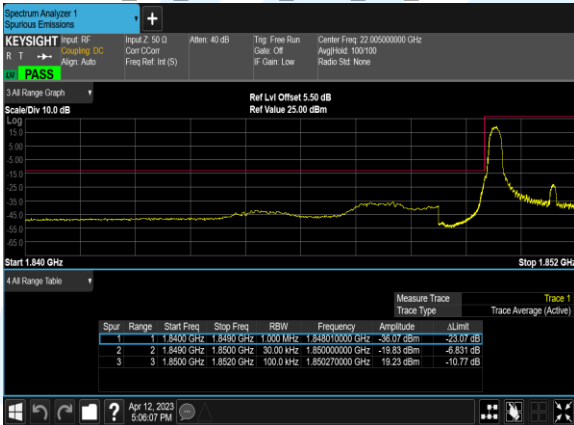 Spectrum Analyzer 1
Spurious Emissions
+
KEYSIGHT Input: RF Input Z: 50 Ω Atten: 40 dB Trig: Free Run Center Freq: 22.005000000 GHz
R T Coupling: DC Corr CCorr Gate: Off Avg|Hold: 100/100
Align: Auto Freq Ref: Int (S) IF Gain: Low Radio Std: None
PASS
3 All Range Graph
Ref Lvl Offset 5.50 dB
Scale/Div 10.0 dB Ref Value 25.00 dBm
Log
15.0
5.00
-5.00
-15.0
-25.0
-35.0
-45.0
-55.0
-65.0
Start 1.840 GHz Stop 1.852 GHz
4 All Range Table
Measure Trace Trace 1
Trace Type Trace Average (Active)
Spur Range Start Freq Stop Freq RBW Frequency Amplitude ΔLimit
1 1 1.8400 GHz 1.8490 GHz 1.000 MHz 1.848010000 GHz -36.07 dBm -23.07 dB
2 2 1.8490 GHz 1.8500 GHz 30.00 kHz 1.850000000 GHz -19.83 dBm -6.831 dB
3 3 1.8500 GHz 1.8520 GHz 100.0 kHz 1.850270000 GHz 19.23 dBm -10.77 dB
? Apr 12, 2023
5:06:07 PM